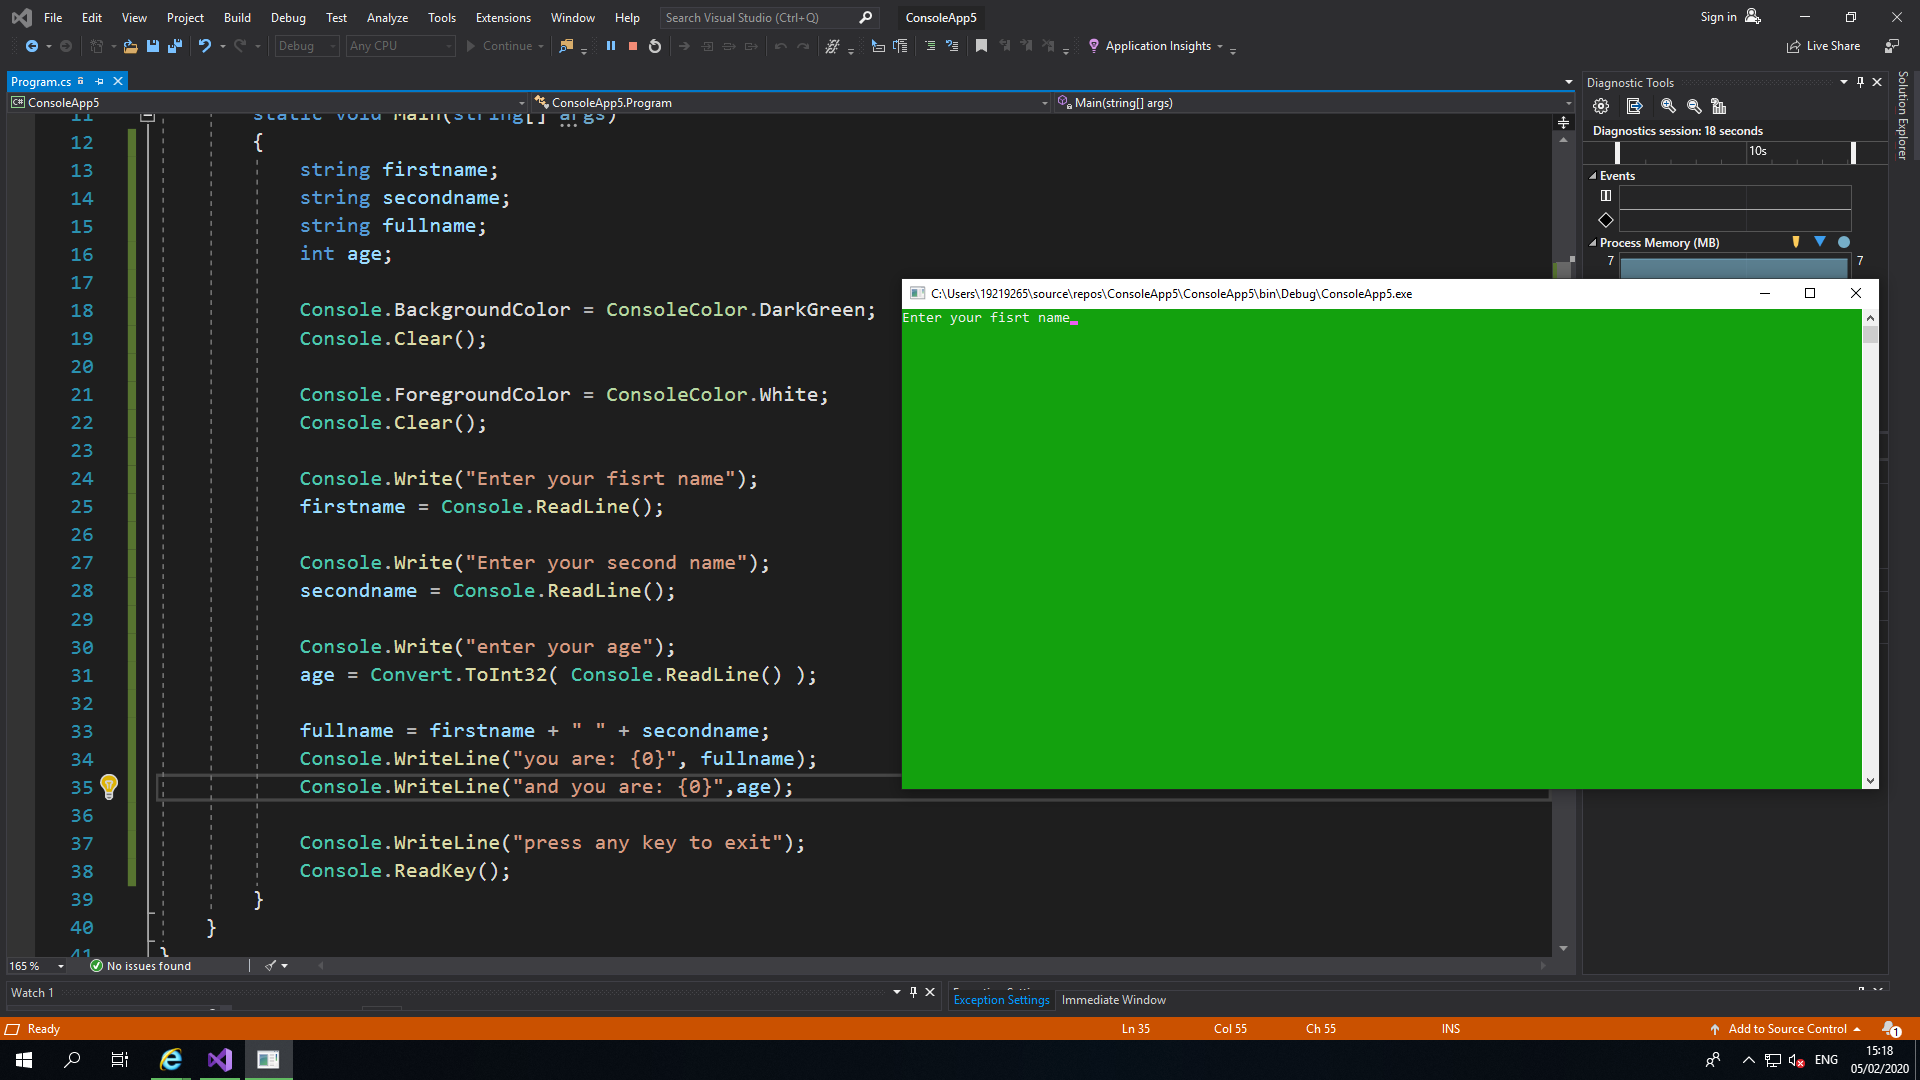 File Edit View Project Build Debug Test Analyze Tools Extensions Window Help Search Visual Studio (Ctrl+Q) ConsoleApp5 Sign in
Debug Any CPU Continue Application Insights Live Share
Program.cs
ConsoleApp5 ConsoleApp5.Program Main(string[] args)
11 static void Main(string[] args)
12 {
13 string firstname;
14 string secondname;
15 string fullname;
16 int age;
17
18 Console.BackgroundColor = ConsoleColor.DarkGreen;
19 Console.Clear();
20
21 Console.ForegroundColor = ConsoleColor.White;
22 Console.Clear();
23
24 Console.Write("Enter your fisrt name");
25 firstname = Console.ReadLine();
26
27 Console.Write("Enter your second name");
28 secondname = Console.ReadLine();
29
30 Console.Write("enter your age");
31 age = Convert.ToInt32( Console.ReadLine() );
32
33 fullname = firstname + " " + secondname;
34 Console.WriteLine("you are: {0}", fullname);
35 Console.WriteLine("and you are: {0}",age);
36
37 Console.WriteLine("press any key to exit");
38 Console.ReadKey();
39 }
40 }
41 }
Diagnostic Tools
Diagnostics session: 18 seconds
10s
Events
Process Memory (MB)
7 7
Solution Explorer
C:\Users\19219265\source\repos\ConsoleApp5\ConsoleApp5\bin\Debug\ConsoleApp5.exe
Enter your fisrt name
165 % No issues found
Watch 1
Exception Settings
Exception Settings Immediate Window
Ready Ln 35 Col 55 Ch 55 INS Add to Source Control 1
ENG 15:18
05/02/2020